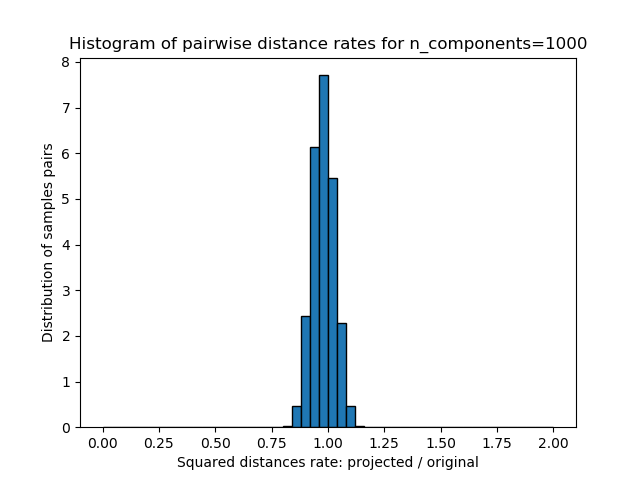 Histogram of pairwise distance rates for n_components=1000
8
7
6
5
4
3
2
1
0
Distribution of samples pairs
0.00 0.25 0.50 0.75 1.00 1.25 1.50 1.75 2.00
Squared distances rate: projected / original